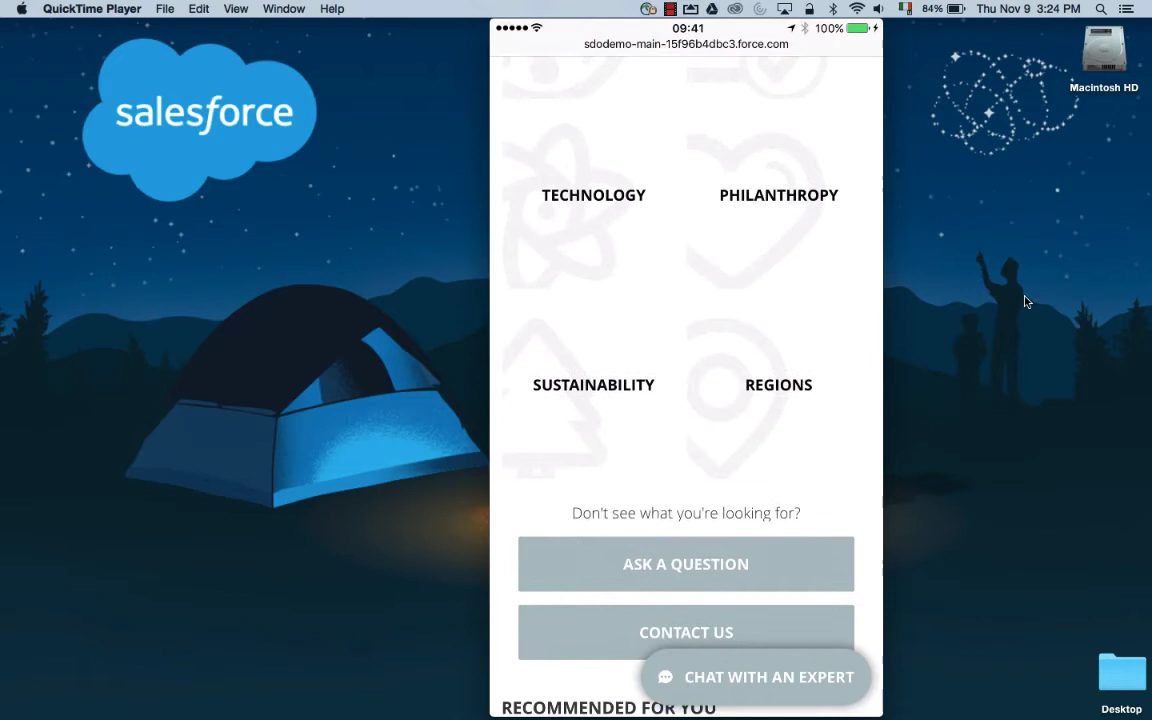 QuickTime Player File Edit View Window Help 84% Thu Nov 9 3:24 PM
09:41 100%
sdodemo-main-15f96b4dbc3.force.com
salesforce
Macintosh HD
TECHNOLOGY PHILANTHROPY
SUSTAINABILITY REGIONS
Don't see what you're looking for?
ASK A QUESTION
CONTACT US
CHAT WITH AN EXPERT
RECOMMENDED FOR YOU
Desktop